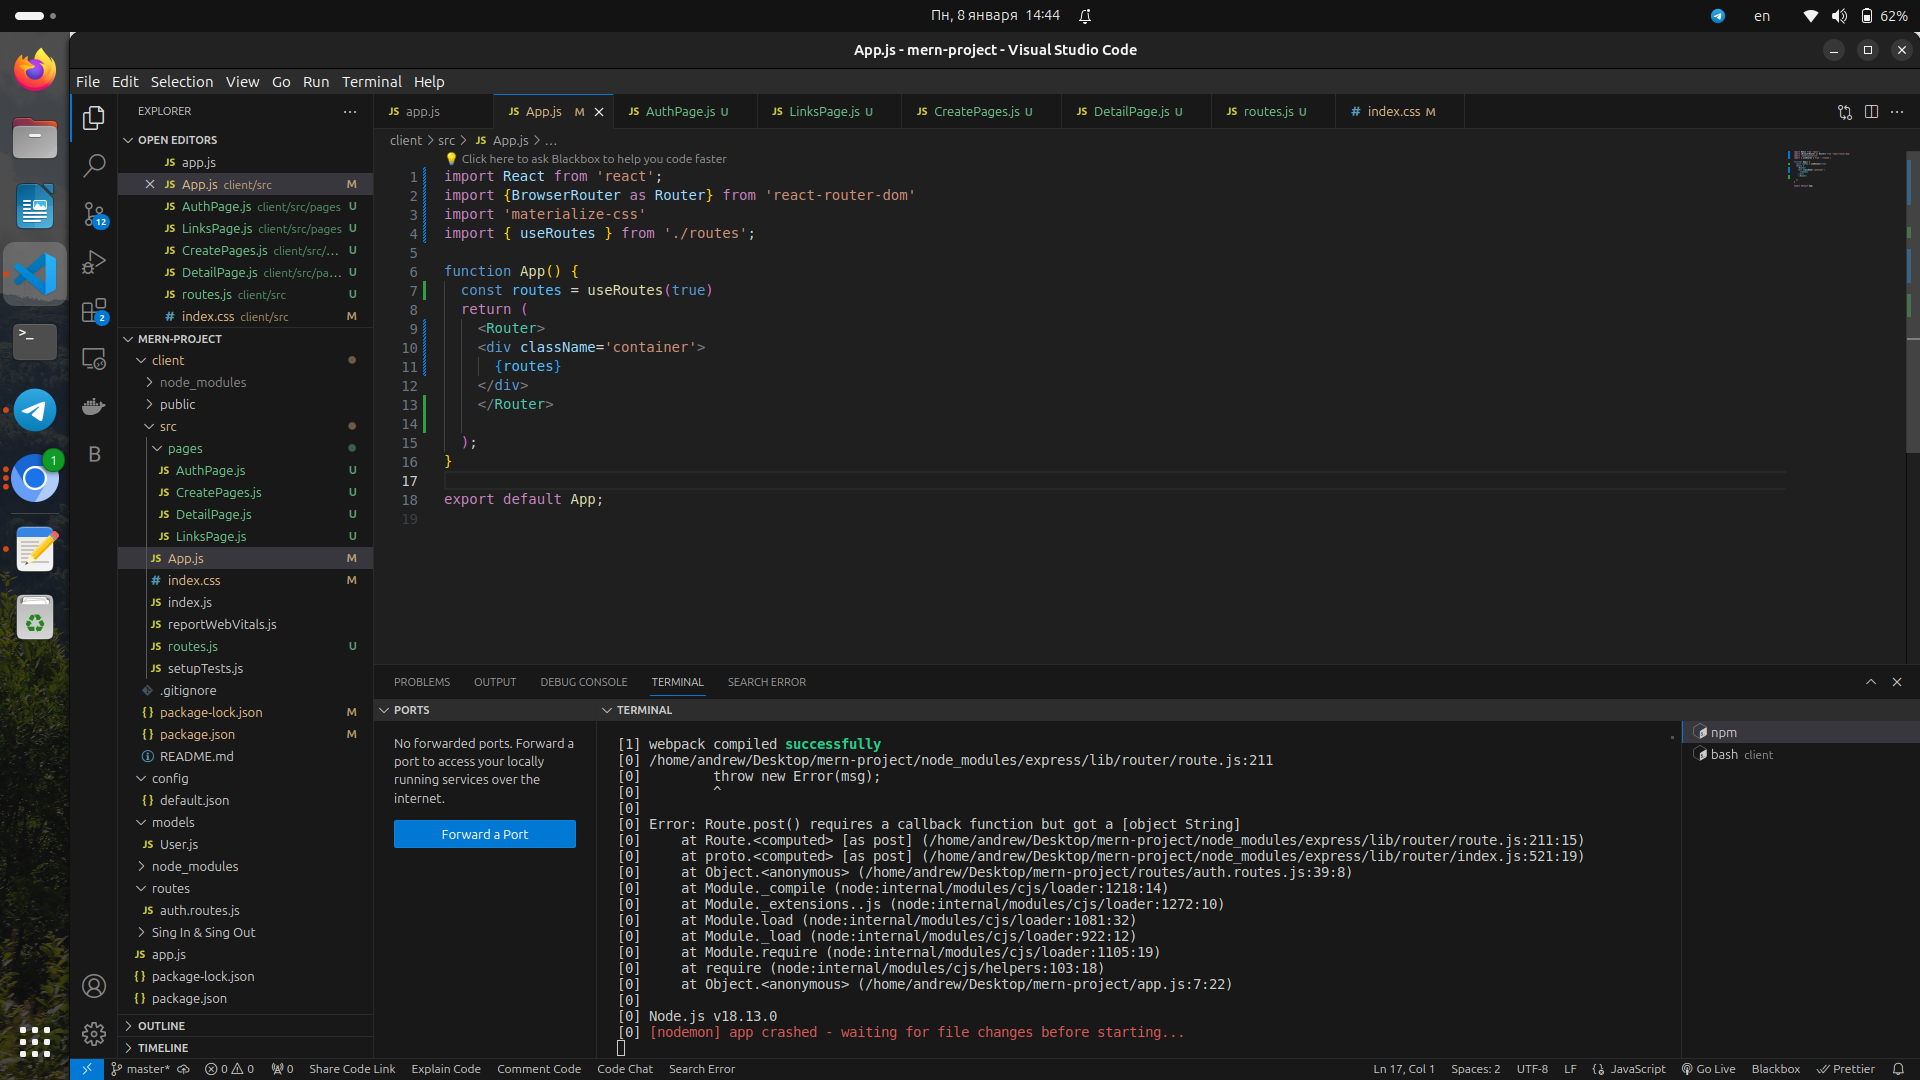 Пн, 8 января 14:44
en
62%
App.js - mern-project - Visual Studio Code
File Edit Selection View Go Run Terminal Help
EXPLORER
OPEN EDITORS
JS app.js
JS App.js client/src M
JS AuthPage.js client/src/pages U
JS LinksPage.js client/src/pages U
JS CreatePages.js client/src/... U
JS DetailPage.js client/src/pa... U
JS routes.js client/src U
# index.css client/src M
MERN-PROJECT
client
node_modules
public
src
pages
JS AuthPage.js U
JS CreatePages.js U
JS DetailPage.js U
JS LinksPage.js U
JS App.js M
# index.css M
JS index.js
JS reportWebVitals.js
JS routes.js U
JS setupTests.js
.gitignore
{} package-lock.json M
{} package.json M
README.md
config
{} default.json
models
JS User.js
node_modules
routes
JS auth.routes.js
Sing In & Sing Out
JS app.js
{} package-lock.json
{} package.json
OUTLINE
TIMELINE
12
2
B
1
JS app.js
JS App.js M
JS AuthPage.js U
JS LinksPage.js U
JS CreatePages.js U
JS DetailPage.js U
JS routes.js U
# index.css M
client > src > JS App.js > ...
Click here to ask Blackbox to help you code faster
1 import React from 'react';
2 import {BrowserRouter as Router} from 'react-router-dom'
3 import 'materialize-css'
4 import { useRoutes } from './routes';
5
6 function App() {
7 const routes = useRoutes(true)
8 return (
9 <Router>
10 <div className='container'>
11 {routes}
12 </div>
13 </Router>
14
15 );
16 }
17
18 export default App;
19
PROBLEMS OUTPUT DEBUG CONSOLE TERMINAL SEARCH ERROR
PORTS
No forwarded ports. Forward a
port to access your locally
running services over the
internet.
Forward a Port
TERMINAL
[1] webpack compiled successfully
[0] /home/andrew/Desktop/mern-project/node_modules/express/lib/router/route.js:211
[0] throw new Error(msg);
[0] ^
[0]
[0] Error: Route.post() requires a callback function but got a [object String]
[0] at Route.<computed> [as post] (/home/andrew/Desktop/mern-project/node_modules/express/lib/router/route.js:211:15)
[0] at proto.<computed> [as post] (/home/andrew/Desktop/mern-project/node_modules/express/lib/router/index.js:521:19)
[0] at Object.<anonymous> (/home/andrew/Desktop/mern-project/routes/auth.routes.js:39:8)
[0] at Module._compile (node:internal/modules/cjs/loader:1218:14)
[0] at Module._extensions..js (node:internal/modules/cjs/loader:1272:10)
[0] at Module.load (node:internal/modules/cjs/loader:1081:32)
[0] at Module._load (node:internal/modules/cjs/loader:922:12)
[0] at Module.require (node:internal/modules/cjs/loader:1105:19)
[0] at require (node:internal/modules/cjs/helpers:103:18)
[0] at Object.<anonymous> (/home/andrew/Desktop/mern-project/app.js:7:22)
[0]
[0] Node.js v18.13.0
[0] [nodemon] app crashed - waiting for file changes before starting...
npm
bash client
master* 0 0 0 Share Code Link Explain Code Comment Code Code Chat Search Error
Ln 17, Col 1 Spaces: 2 UTF-8 LF {} JavaScript Go Live Blackbox Prettier